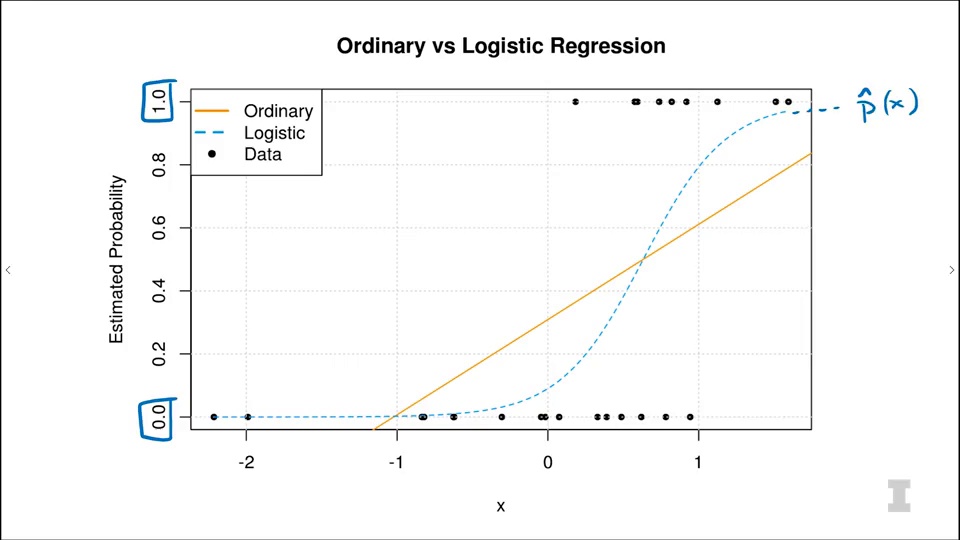 Ordinary vs Logistic Regression
Ordinary
Logistic
Data
p̂(x)
Estimated Probability
1.0
0.8
0.6
0.4
0.2
0.0
-2
-1
0
1
x
I